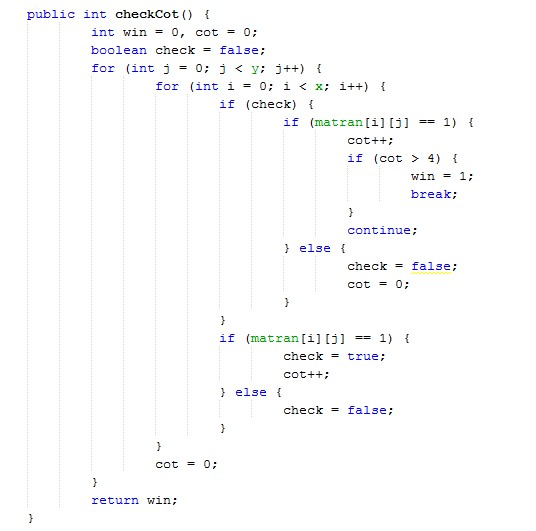 public int checkCot() {
int win = 0, cot = 0;
boolean check = false;
for (int j = 0; j < y; j++) {
for (int i = 0; i < x; i++) {
if (check) {
if (matran[i][j] == 1) {
cot++;
if (cot > 4) {
win = 1;
break;
}
continue;
} else {
check = false;
cot = 0;
}
}
if (matran[i][j] == 1) {
check = true;
cot++;
} else {
check = false;
}
}
cot = 0;
}
return win;
}